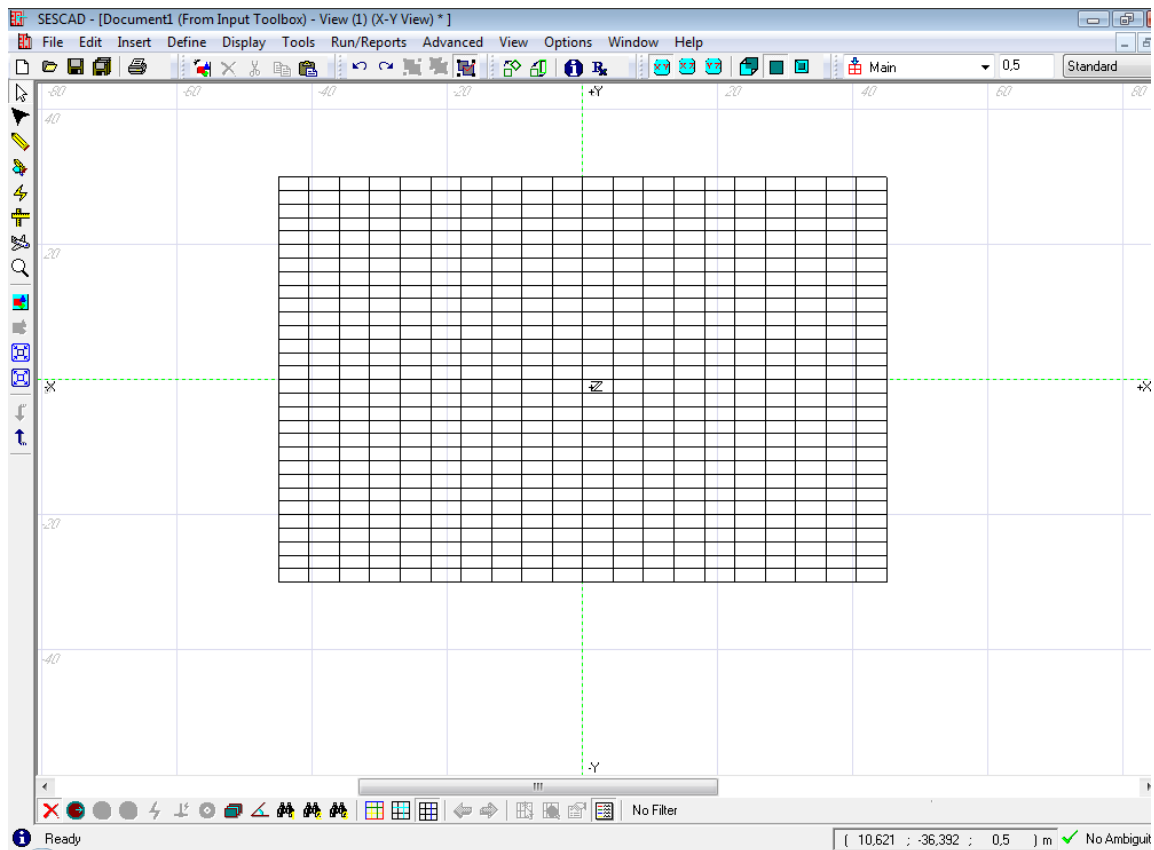 SESCAD - [Document1 (From Input Toolbox) - View (1) (X-Y View) * ]
File Edit Insert Define Display Tools Run/Reports Advanced View Options Window Help
Main 0,5 Standard
-80 -60 -40 -20 +Y 20 40 60 80
40
20
-X +Z +X
-20
-40
-Y
No Filter
Ready ( 10,621 ; -36,392 ; 0,5 ) m No Ambiguit